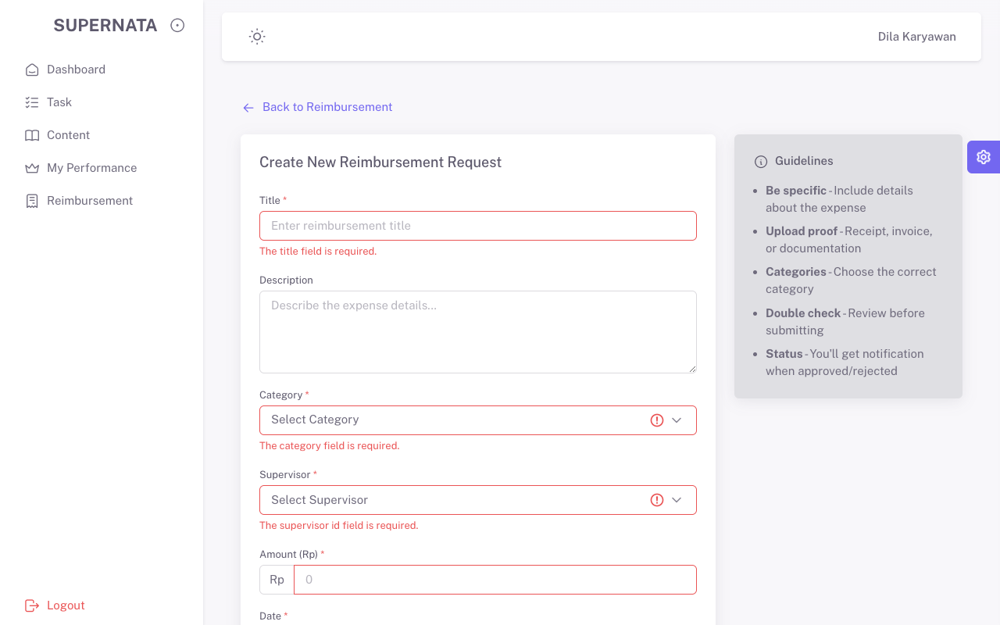 SUPERNATA
Dashboard
Task
Content
My Performance
Reimbursement
Logout
Dila Karyawan
Back to Reimbursement
Create New Reimbursement Request
Title *
Enter reimbursement title
The title field is required.
Description
Describe the expense details...
Category *
Select Category
The category field is required.
Supervisor *
Select Supervisor
The supervisor id field is required.
Amount (Rp) *
Rp 0
Date *
Guidelines
• Be specific - Include details
about the expense
• Upload proof - Receipt, invoice,
or documentation
• Categories - Choose the correct
category
• Double check - Review before
submitting
• Status - You'll get notification
when approved/rejected